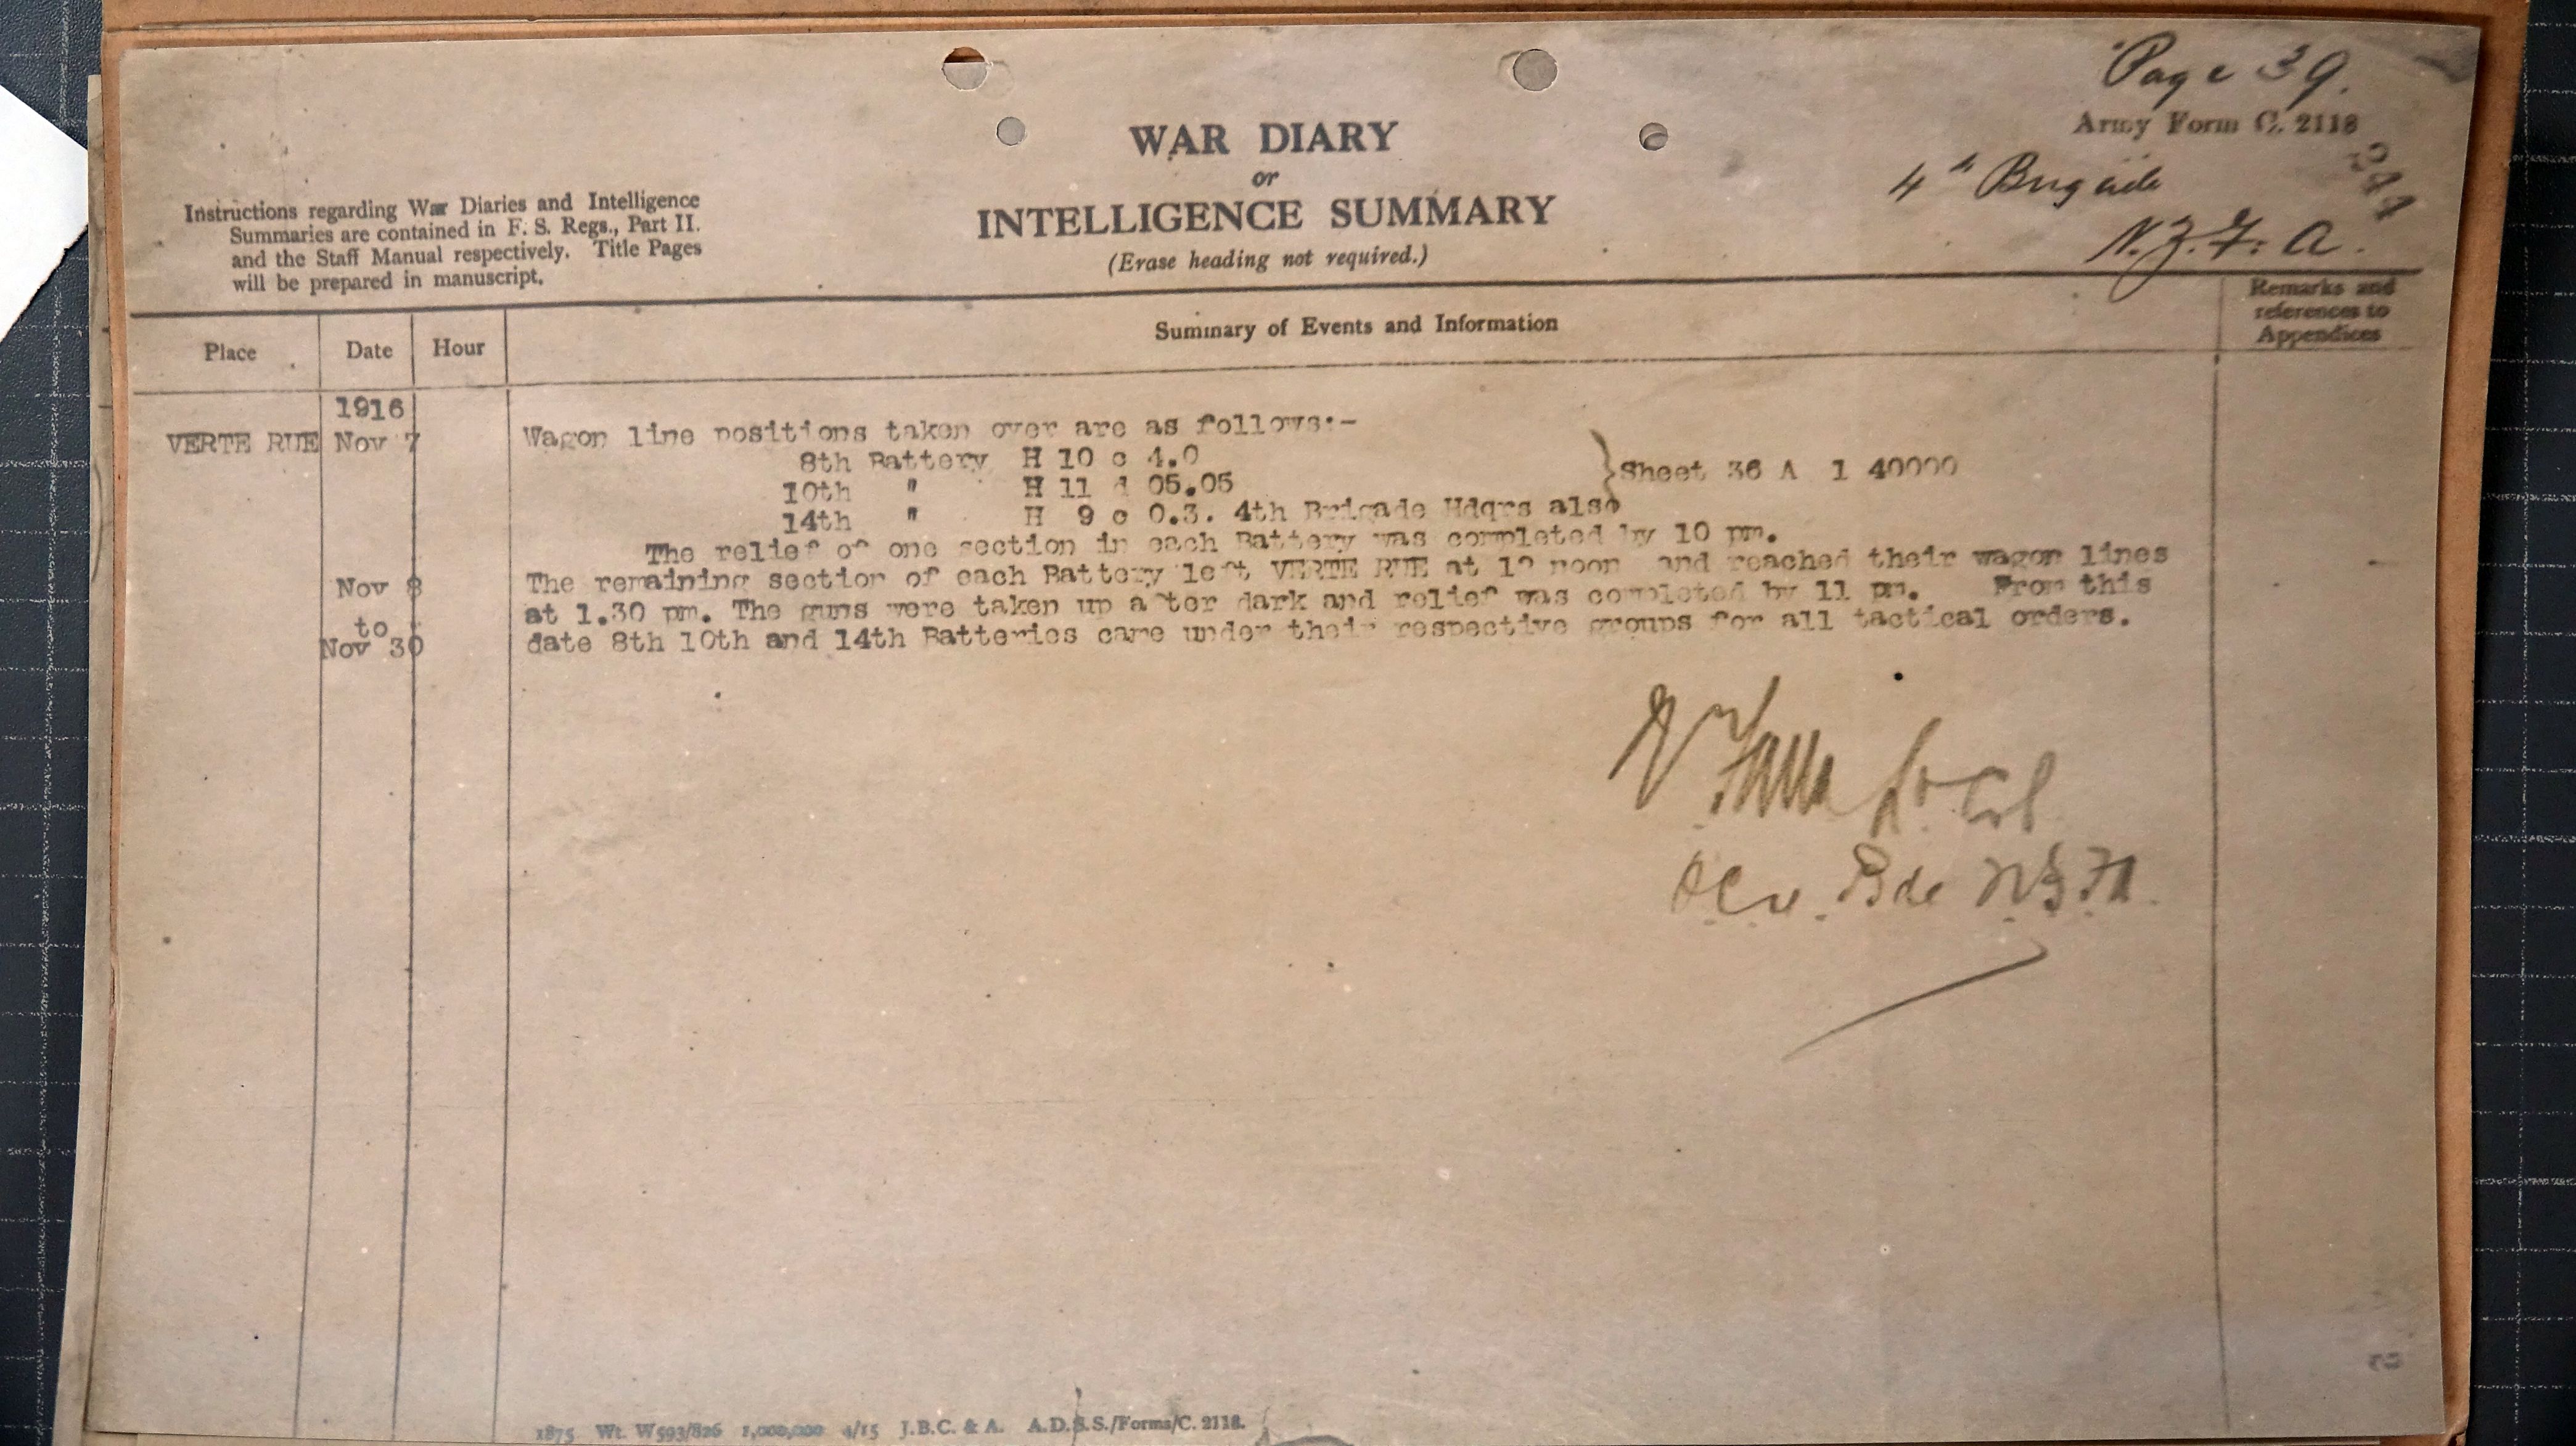 Page 39.
Army Form C. 2118
WAR DIARY
or
INTELLIGENCE SUMMARY
(Erase heading not required.)
4th Brigade
N.Z.F.A.
Instructions regarding War Diaries and Intelligence
Summaries are contained in F. S. Regs., Part II.
and the Staff Manual respectively. Title Pages
will be prepared in manuscript.
Place Date Hour Summary of Events and Information Remarks and
references to
Appendices
1916
VERTE RUE Nov 7 Wagon line positions taken over are as follows:-
8th Battery H 10 c 4.0
10th " H 11 d 05.05 } Sheet 36 A 1 40000
14th " H 9 c 0.3. 4th Brigade Hdqrs also
The relief of one section in each Battery was completed by 10 pm.
Nov 8 The remaining section of each Battery left VERTE RUE at 12 noon and reached their wagon lines
at 1.30 pm. The guns were taken up after dark and relief was completed by 11 pm. From this
to
Nov 30 date 8th 10th and 14th Batteries came under their respective groups for all tactical orders.
Lt Col
Bde NZFA
1875 Wt. W593/826 1,000,000 4/15 J.B.C. & A. A.D.S.S./Forms/C. 2118.